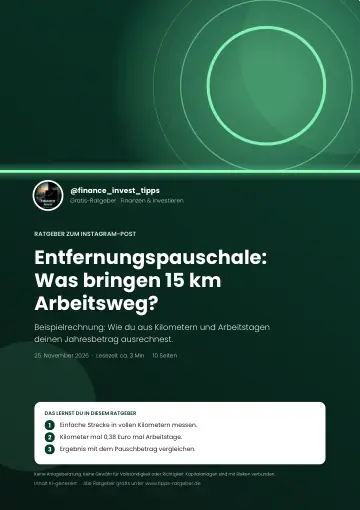 @finance_invest_tipps
Gratis-Ratgeber · Finanzen & Investieren
RATGEBER ZUM INSTAGRAM-POST
Entfernungspauschale:
Was bringen 15 km
Arbeitsweg?
Beispielrechnung: Wie du aus Kilometern und Arbeitstagen
deinen Jahresbetrag ausrechnest.
25. November 2026 · Lesezeit ca. 3 Min · 10 Seiten
DAS LERNST DU IN DIESEM RATGEBER
1 Einfache Strecke in vollen Kilometern messen.
2 Kilometer mal 0,38 Euro mal Arbeitstage.
3 Ergebnis mit dem Pauschbetrag vergleichen.
Keine Anlageberatung, keine Gewähr für Vollständigkeit oder Richtigkeit. Kapitalanlagen sind mit Risiken verbunden.
Inhalt KI-generiert · alle Ratgeber gratis unter www.tipps-ratgeber.de